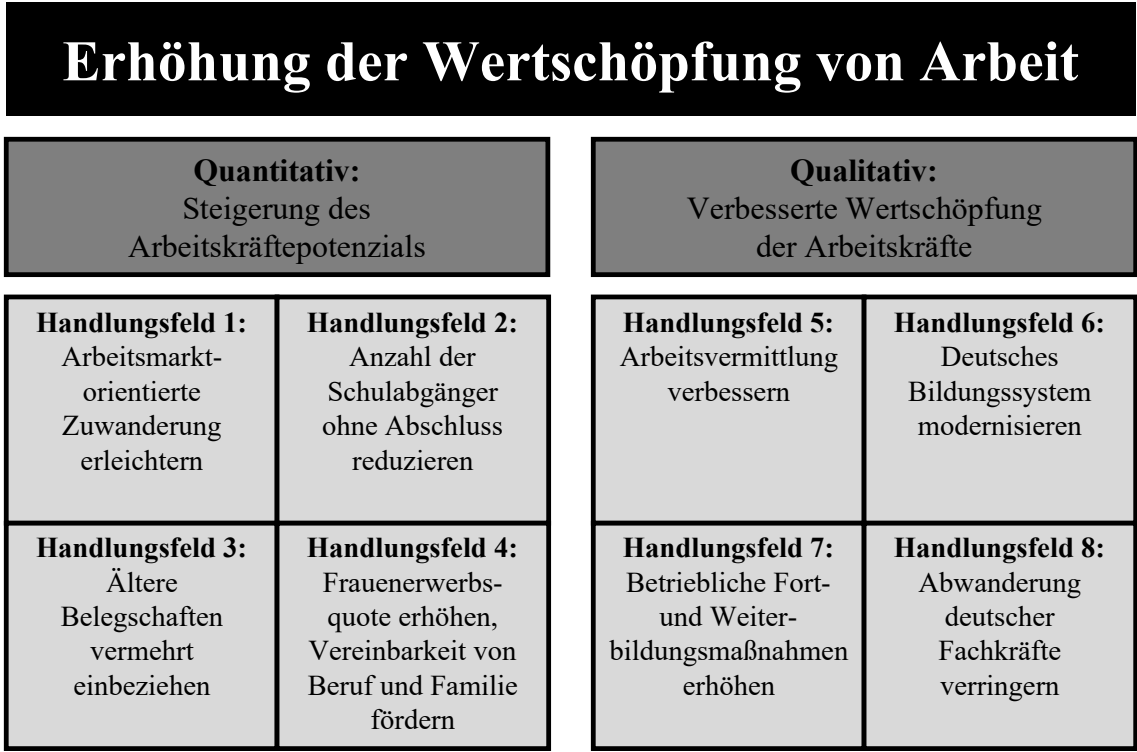 Erhöhung der Wertschöpfung von Arbeit
Quantitativ:
Steigerung des
Arbeitskräftepotenzials
Qualitativ:
Verbesserte Wertschöpfung
der Arbeitskräfte
Handlungsfeld 1:
Arbeitsmarkt-
orientierte
Zuwanderung
erleichtern
Handlungsfeld 2:
Anzahl der
Schulabgänger
ohne Abschluss
reduzieren
Handlungsfeld 3:
Ältere
Belegschaften
vermehrt
einbeziehen
Handlungsfeld 4:
Frauenerwerbs-
quote erhöhen,
Vereinbarkeit von
Beruf und Familie
fördern
Handlungsfeld 5:
Arbeitsvermittlung
verbessern
Handlungsfeld 6:
Deutsches
Bildungssystem
modernisieren
Handlungsfeld 7:
Betriebliche Fort-
und Weiter-
bildungsmaßnahmen
erhöhen
Handlungsfeld 8:
Abwanderung
deutscher
Fachkräfte
verringern